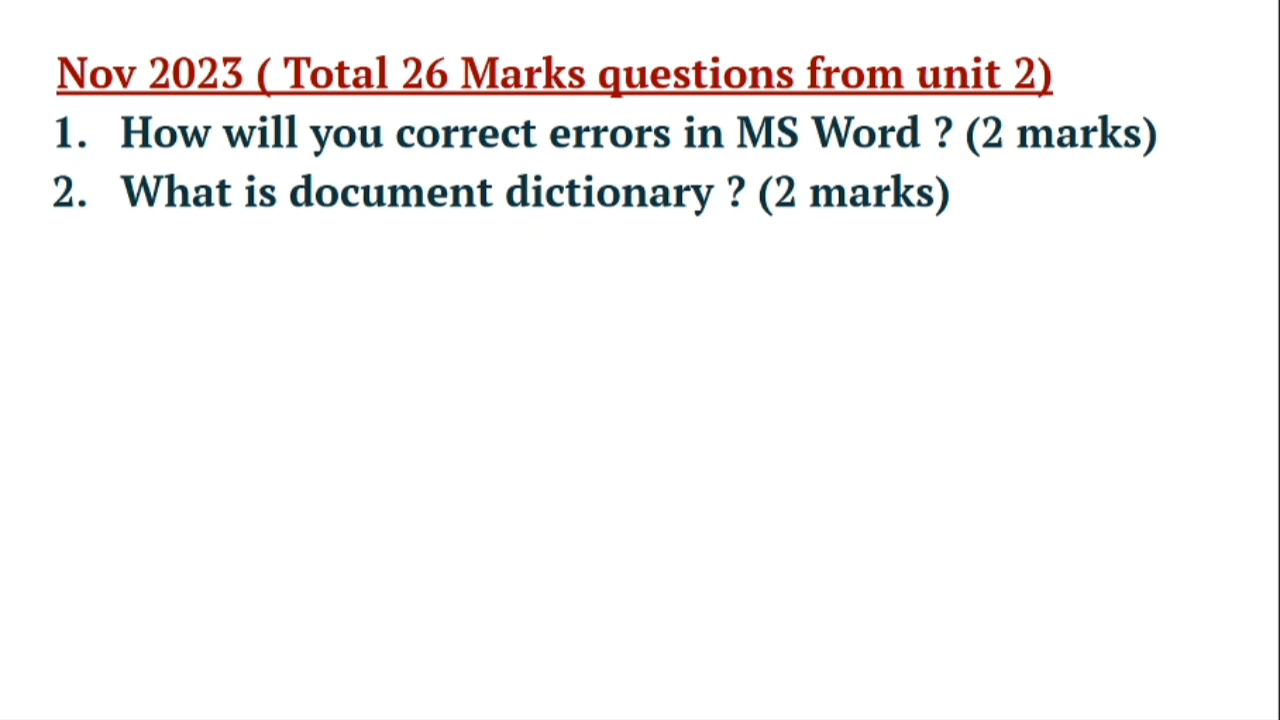 Nov 2023 ( Total 26 Marks questions from unit 2)
1. How will you correct errors in MS Word ? (2 marks)
2. What is document dictionary ? (2 marks)